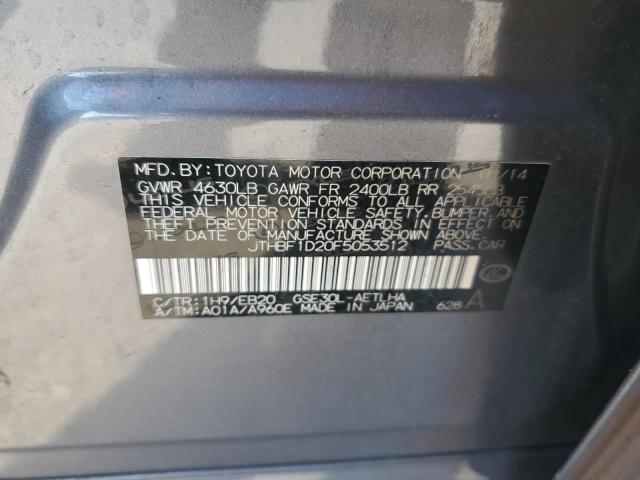 MFD. BY: TOYOTA MOTOR CORPORATION /14
GVWR 4630LB GAWR FR 2400LB RR
THIS VEHICLE CONFORMS TO ALL APPLICABLE
FEDERAL MOTOR VEHICLE SAFETY, BUMPER, AND
THEFT PREVENTION STANDARDS IN EFFECT ON
THE DATE OF MANUFACTURE SHOWN ABOVE.
JTHBF1D20F5053512 PASS. CAR
C/TR: 1H9/EB20 GSE30L-AETLHA
A/TM: A01A/A960E MADE IN JAPAN 628 A